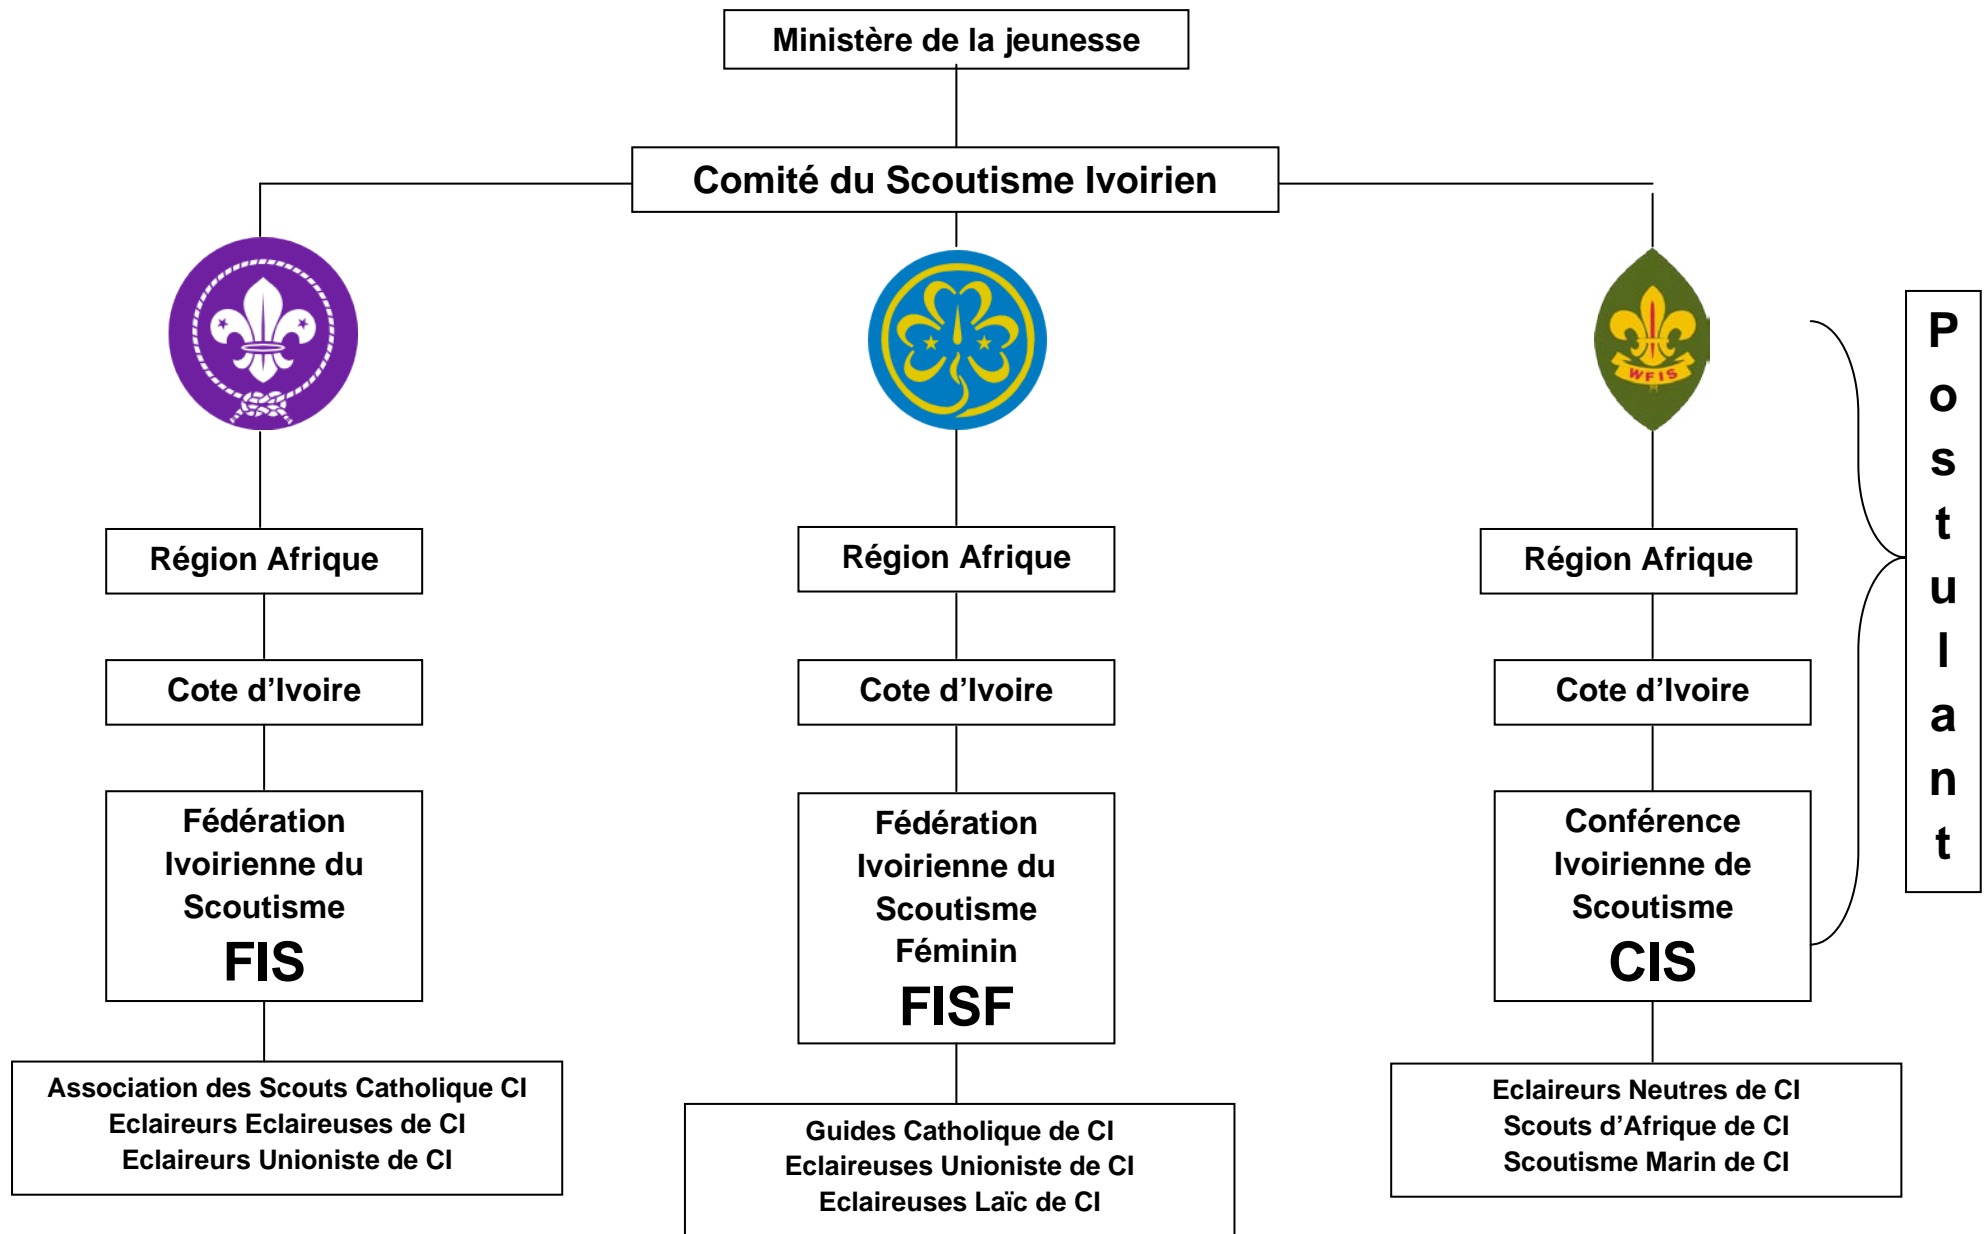 Ministère de la jeunesse
Comité du Scoutisme Ivoirien
WFIS
Région Afrique
Cote d’Ivoire
Fédération
Ivoirienne du
Scoutisme
FIS
Association des Scouts Catholique CI
Eclaireurs Eclaireuses de CI
Eclaireurs Unioniste de CI
Région Afrique
Cote d’Ivoire
Fédération
Ivoirienne du
Scoutisme
Féminin
FISF
Guides Catholique de CI
Eclaireuses Unioniste de CI
Eclaireuses Laïc de CI
Région Afrique
Cote d’Ivoire
Conférence
Ivoirienne de
Scoutisme
CIS
Eclaireurs Neutres de CI
Scouts d’Afrique de CI
Scoutisme Marin de CI
Postulant